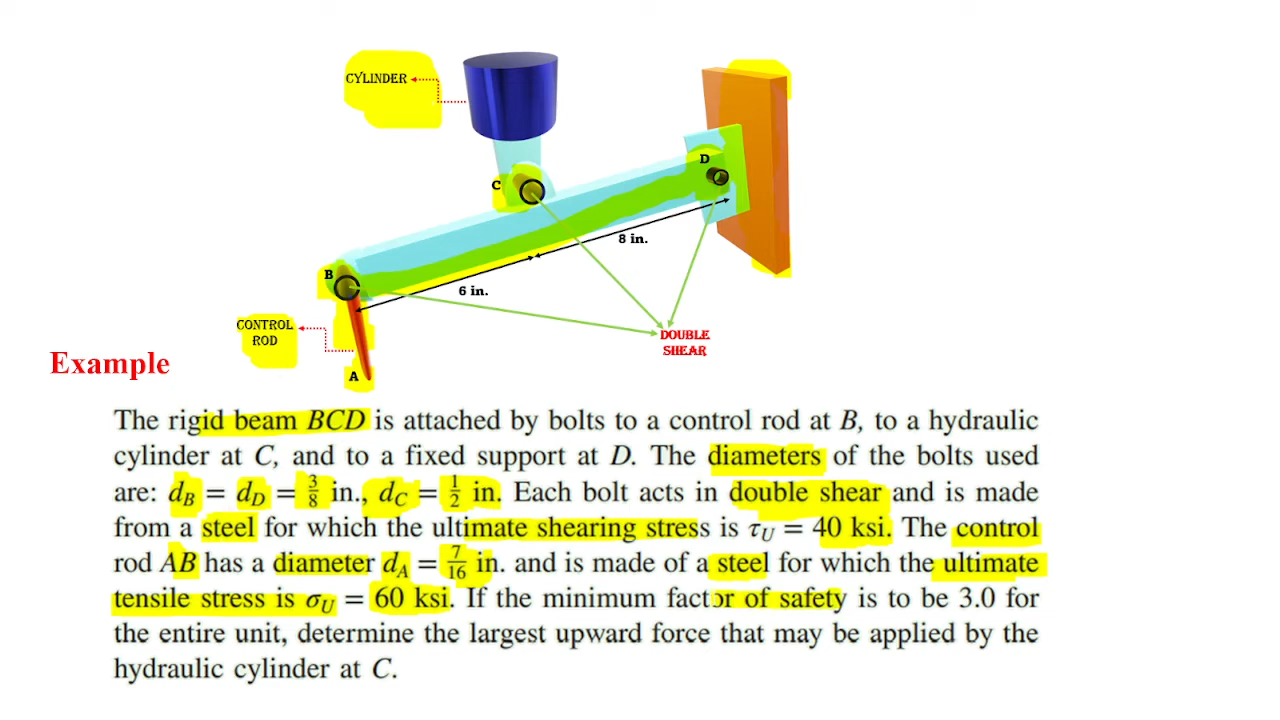 CYLINDER
D
C
8 in.
B
6 in.
CONTROL
ROD
DOUBLE
SHEAR
Example
A
The rigid beam BCD is attached by bolts to a control rod at B, to a hydraulic
cylinder at C, and to a fixed support at D. The diameters of the bolts used
are: d_B = d_D = 3/8 in., d_C = 1/2 in. Each bolt acts in double shear and is made
from a steel for which the ultimate shearing stress is τ_U = 40 ksi. The control
rod AB has a diameter d_A = 7/16 in. and is made of a steel for which the ultimate
tensile stress is σ_U = 60 ksi. If the minimum factor of safety is to be 3.0 for
the entire unit, determine the largest upward force that may be applied by the
hydraulic cylinder at C.